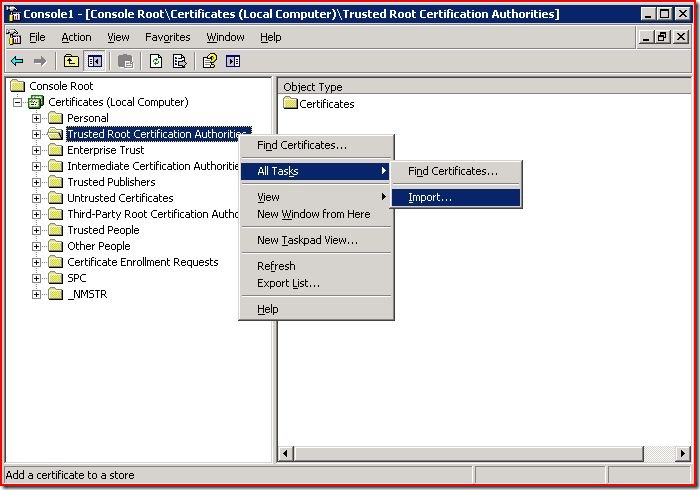 Console1 - [Console Root\Certificates (Local Computer)\Trusted Root Certification Authorities]
File Action View Favorites Window Help
Console Root
Certificates (Local Computer)
Personal
Trusted Root Certification Authorities
Enterprise Trust
Intermediate Certification Authorities
Trusted Publishers
Untrusted Certificates
Third-Party Root Certification Autho
Trusted People
Other People
Certificate Enrollment Requests
SPC
_NMSTR
Object Type
Certificates
Find Certificates...
All Tasks
View
New Window from Here
New Taskpad View...
Refresh
Export List...
Help
Find Certificates...
Import...
Add a certificate to a store